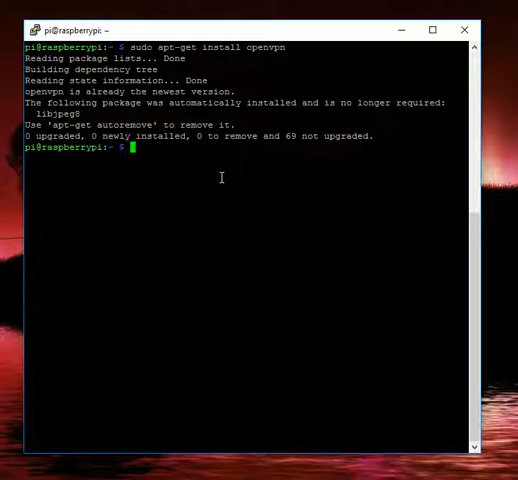 pi@raspberrypi: ~
pi@raspberrypi:~ $ sudo apt-get install openvpn
Reading package lists... Done
Building dependency tree
Reading state information... Done
openvpn is already the newest version.
The following package was automatically installed and is no longer required:
  libjpeg8
Use 'apt-get autoremove' to remove it.
0 upgraded, 0 newly installed, 0 to remove and 69 not upgraded.
pi@raspberrypi:~ $